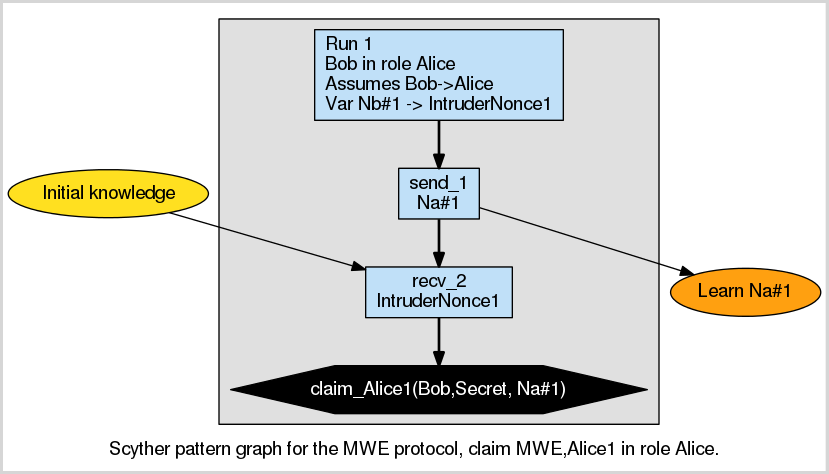 Run 1
Bob in role Alice
Assumes Bob->Alice
Var Nb#1 -> IntruderNonce1
Initial knowledge
send_1
Na#1
recv_2
IntruderNonce1
Learn Na#1
claim_Alice1(Bob,Secret, Na#1)
Scyther pattern graph for the MWE protocol, claim MWE,Alice1 in role Alice.